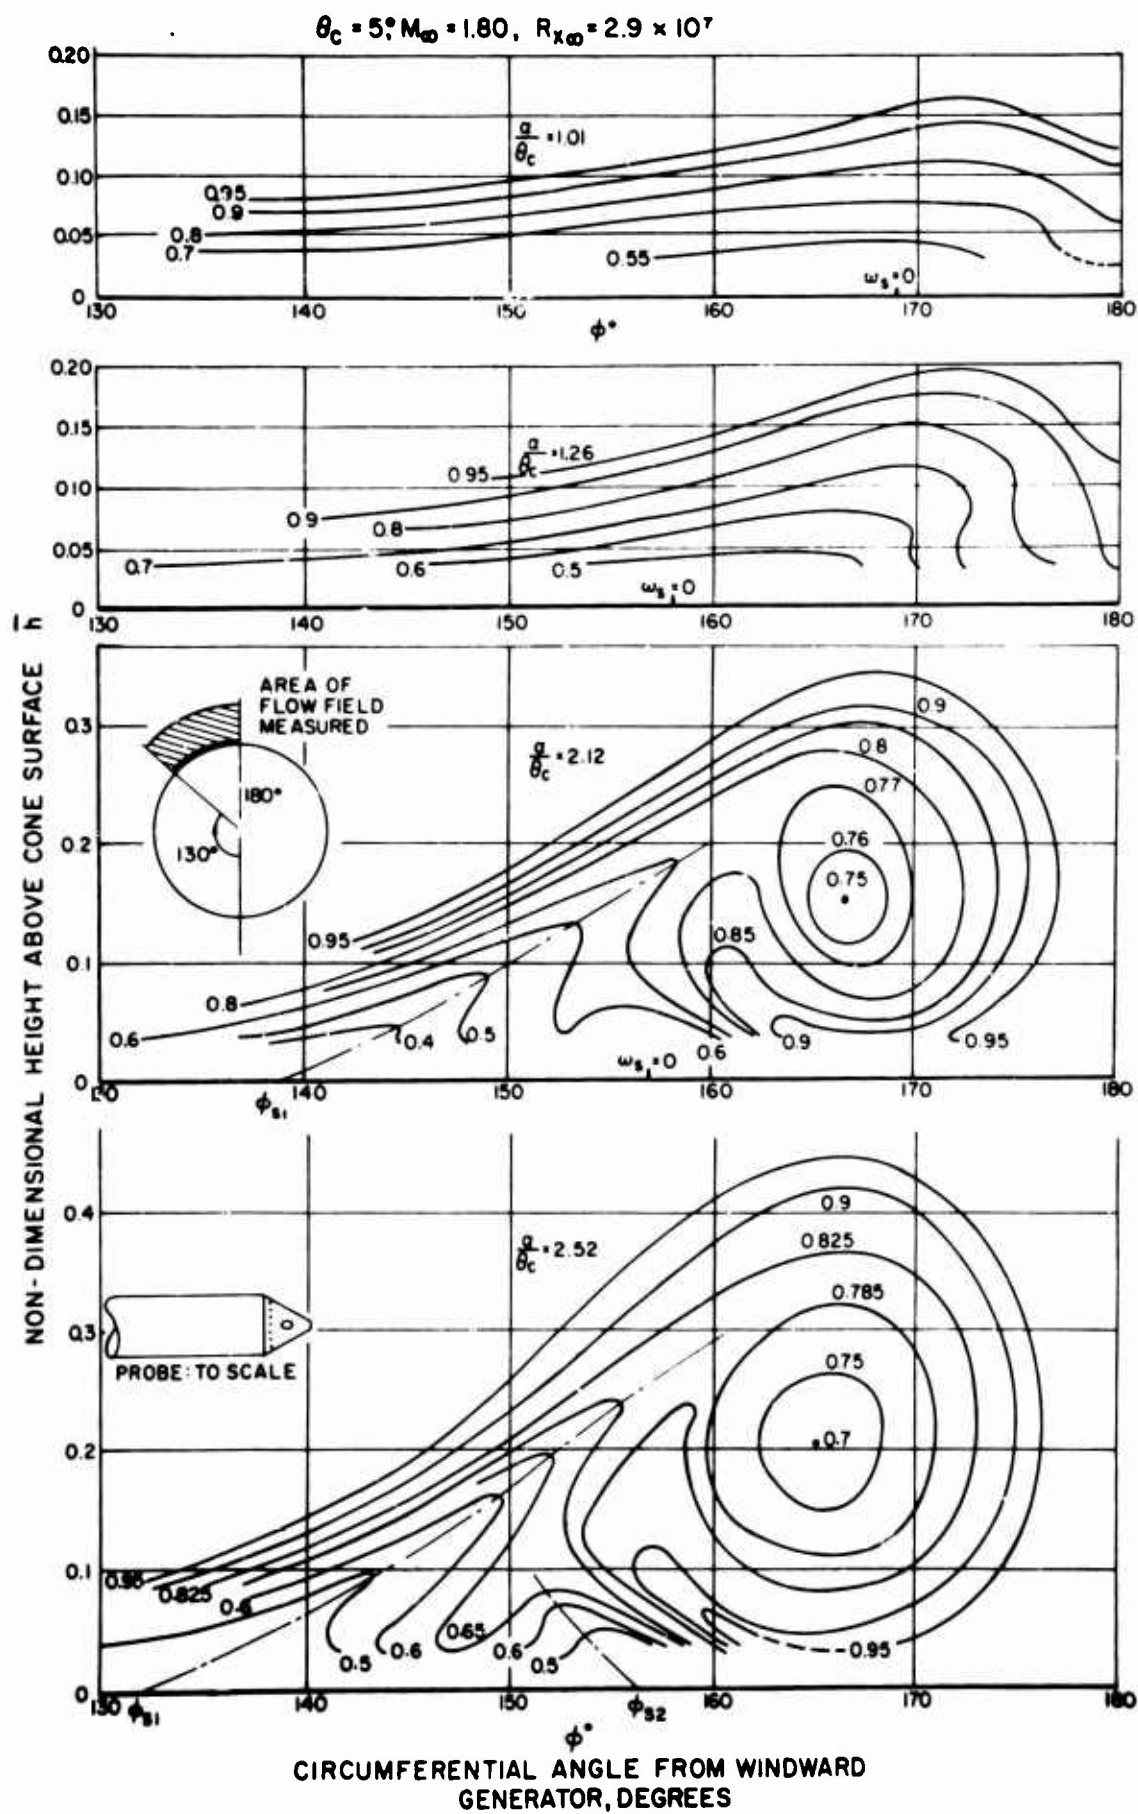 θc = 5°, M∞ = 1.80, Rx∞ = 2.9 × 10⁷
0.20
0.15
0.10
0.05
0
α/θc = 1.01
0.95
0.9
0.8
0.7
0.55
ωs = 0
130 140 150 160 170 180
φ°
0.20
0.15
0.10
0.05
0
α/θc = 1.26
0.95
0.9
0.8
0.7
0.6
0.5
ωs = 0
130 140 150 160 170 180
NON-DIMENSIONAL HEIGHT ABOVE CONE SURFACE h
0.3
0.2
0.1
0
AREA OF
FLOW FIELD
MEASURED
180°
130°
α/θc = 2.12
0.9
0.8
0.77
0.76
0.75
0.85
0.95
0.8
0.6
0.4
0.5
0.6
0.9
0.95
ωs = 0
140 150 160 170 180
φS1
0.4
0.3
0.2
0.1
0
α/θc = 2.52
0.9
0.825
0.785
0.75
0.7
PROBE: TO SCALE
0.95
0.825
0.6
0.5
0.6
0.65
0.6
0.5
0.95
130 φS1 140 150 φS2 160 170 180
φ°
CIRCUMFERENTIAL ANGLE FROM WINDWARD
GENERATOR, DEGREES